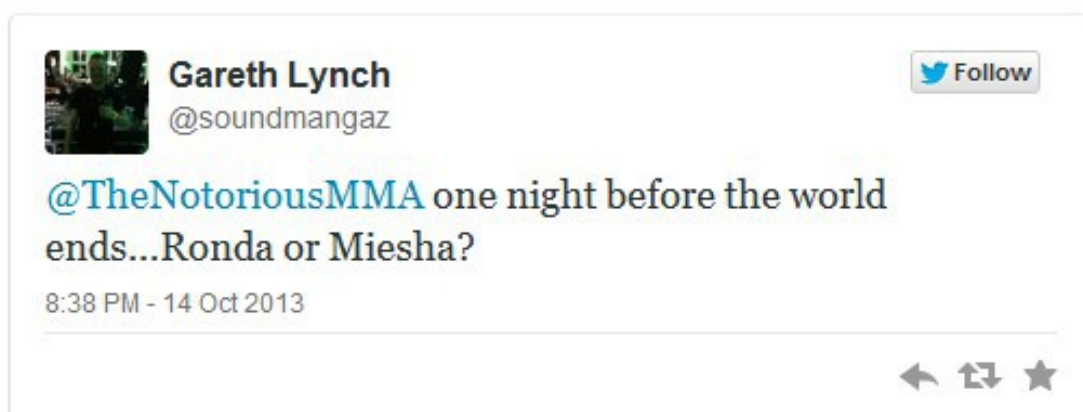 Gareth Lynch
Follow
@soundmangaz
@TheNotoriousMMA one night before the world
ends...Ronda or Miesha?
8:38 PM - 14 Oct 2013